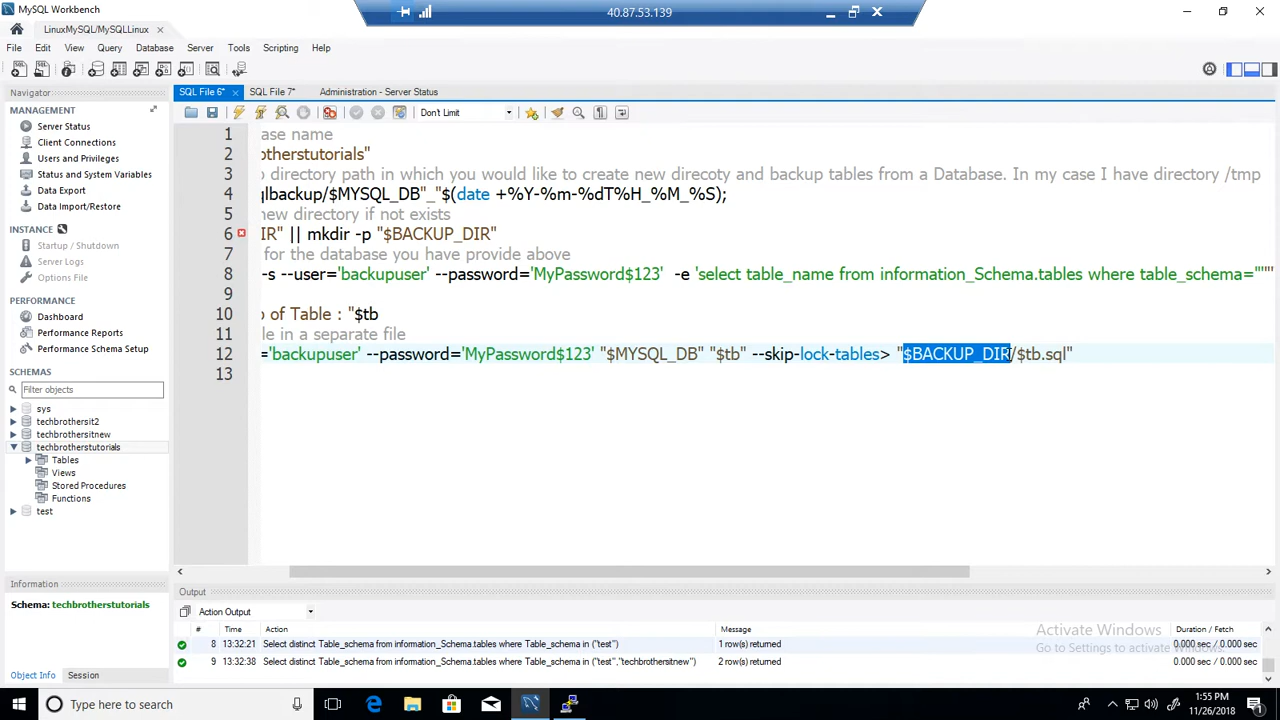 MySQL Workbench
40.87.53.139
LinuxMySQL/MySQLLinux
File Edit View Query Database Server Tools Scripting Help
Navigator
MANAGEMENT
Server Status
Client Connections
Users and Privileges
Status and System Variables
Data Export
Data Import/Restore
INSTANCE
Startup / Shutdown
Server Logs
Options File
PERFORMANCE
Dashboard
Performance Reports
Performance Schema Setup
SCHEMAS
Filter objects
sys
techbrothersit2
techbrothersitnew
techbrotherstutorials
Tables
Views
Stored Procedures
Functions
test
Information
Schema: techbrotherstutorials
Object Info Session
SQL File 6* SQL File 7* Administration - Server Status
Don't Limit
1 ase name
2 otherstutorials"
3 directory path in which you would like to create new direcoty and backup tables from a Database. In my case I have directory /tmp
4 qlbackup/$MYSQL_DB"_"$(date +%Y-%m-%dT%H_%M_%S);
5 new directory if not exists
6 DIR" || mkdir -p "$BACKUP_DIR"
7 for the database you have provide above
8 -s --user='backupuser' --password='MyPassword$123' -e 'select table_name from information_Schema.tables where table_schema="'"'
9
10 of Table : "$tb
11 le in a separate file
12 ='backupuser' --password='MyPassword$123' "$MYSQL_DB" "$tb" --skip-lock-tables> "$BACKUP_DIR/$tb.sql"
13
Output
Action Output
# Time Action Message Duration / Fetch
8 13:32:21 Select distinct Table_schema from information_Schema.tables where Table_schema in ("test") 1 row(s) returned 0.000 sec / 0.000 sec
9 13:32:38 Select distinct Table_schema from information_Schema.tables where Table_schema in ("test","techbrothersitnew") 2 row(s) returned 0.000 sec / 0.000 sec
Activate Windows
Go to Settings to activate Windows.
Type here to search
1:55 PM
11/26/2018